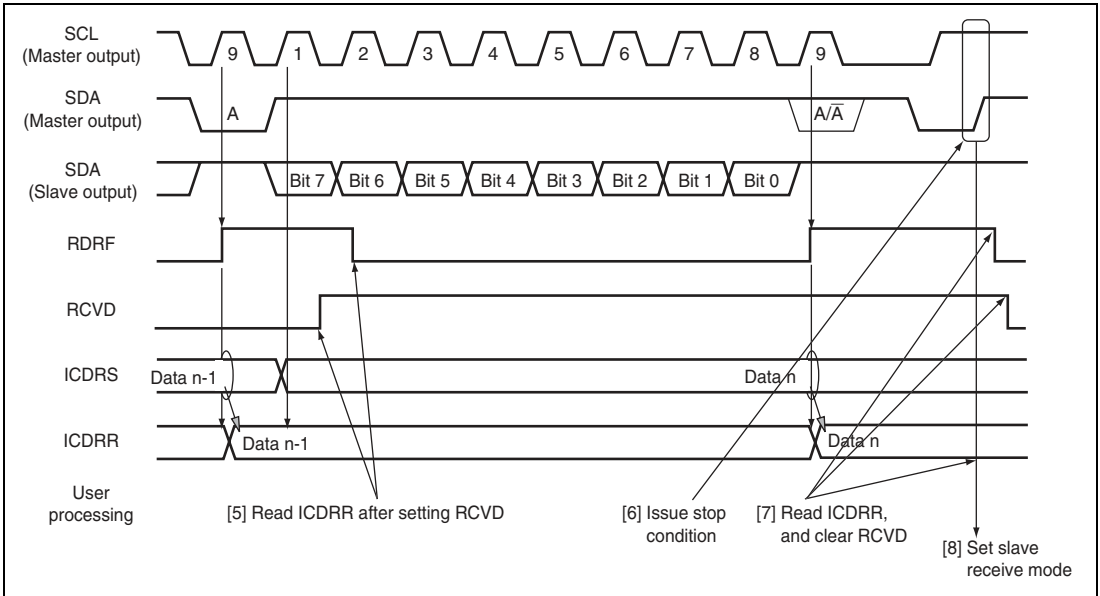 SCL
(Master output)
9 1 2 3 4 5 6 7 8 9
SDA
(Master output)
A A/A̅
SDA
(Slave output)
Bit 7 Bit 6 Bit 5 Bit 4 Bit 3 Bit 2 Bit 1 Bit 0
RDRF
RCVD
ICDRS
Data n-1 Data n
ICDRR
Data n-1 Data n
User
processing
[5] Read ICDRR after setting RCVD
[6] Issue stop
condition
[7] Read ICDRR,
and clear RCVD
[8] Set slave
receive mode